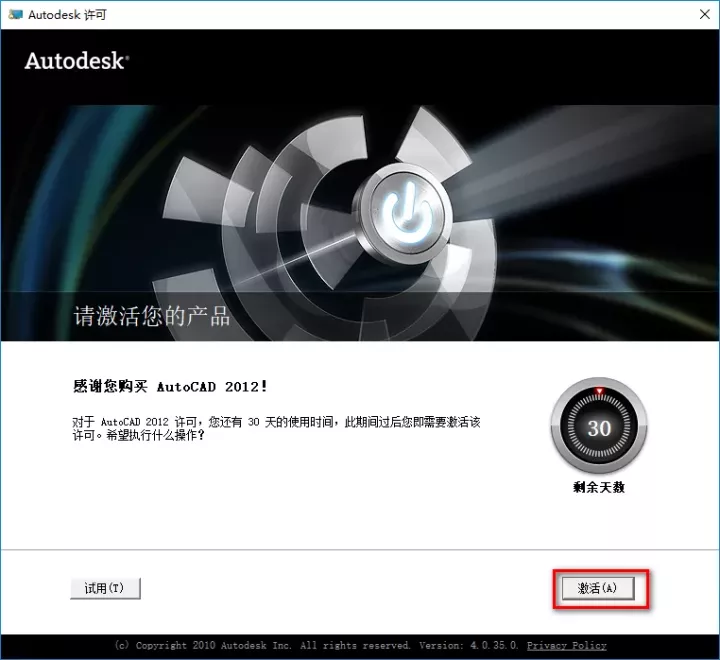 Autodesk 许可
Autodesk®
请激活您的产品
感谢您购买 AutoCAD 2012!
对于 AutoCAD 2012 许可，您还有 30 天的使用时间，此期间过后您即需要激活该
许可。希望执行什么操作?
30
剩余天数
试用(T)
激活(A)
(c) Copyright 2010 Autodesk Inc. All rights reserved. Version: 4.0.35.0. Privacy Policy